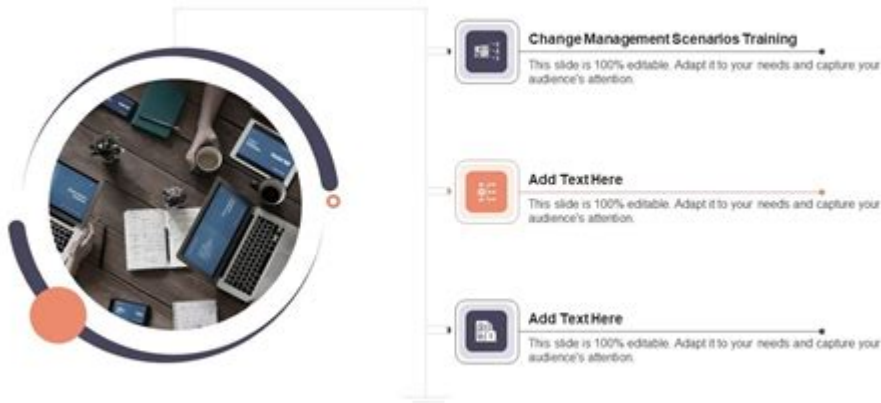 Change Management Scenarios Training
This slide is 100% editable. Adapt it to your needs and capture your
audience's attention.
Add Text Here
This slide is 100% editable. Adapt it to your needs and capture your
audience's attention.
Add Text Here
This slide is 100% editable. Adapt it to your needs and capture your
audience's attention.